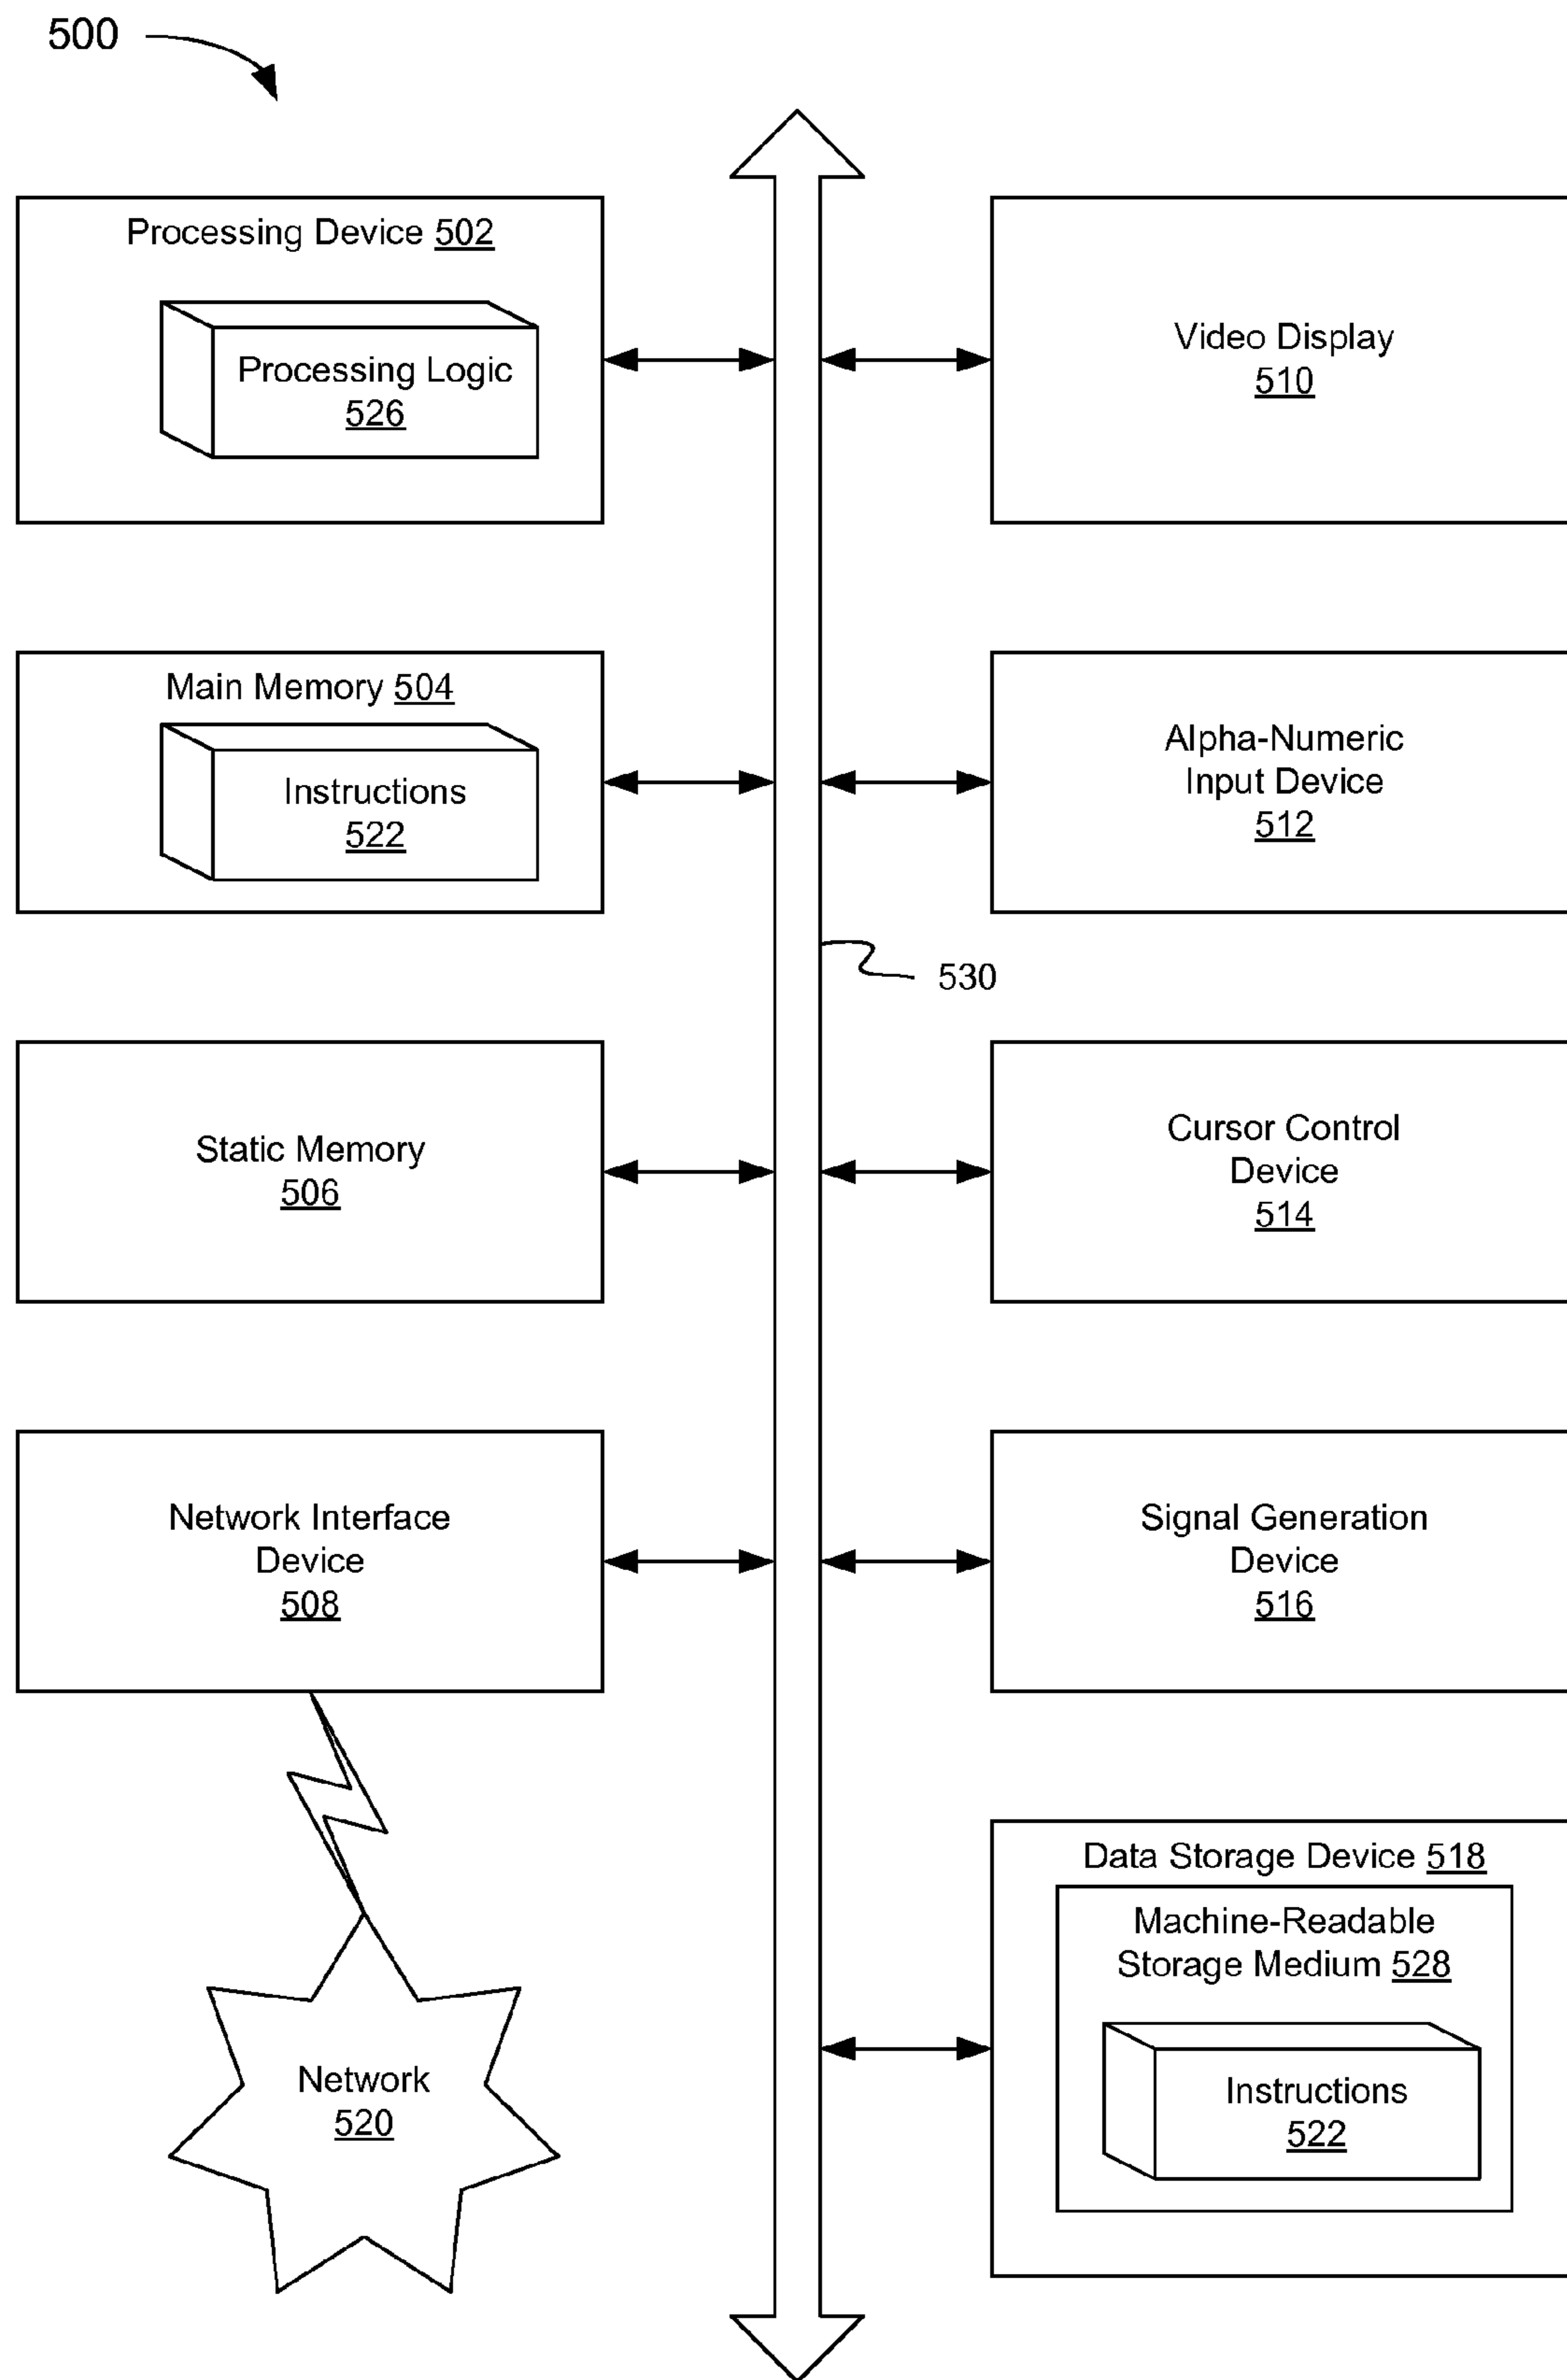 500
Processing Device 502
Processing Logic
526
Video Display
510
Main Memory 504
Instructions
522
Alpha-Numeric
Input Device
512
530
Static Memory
506
Cursor Control
Device
514
Network Interface
Device
508
Signal Generation
Device
516
Data Storage Device 518
Machine-Readable
Storage Medium 528
Instructions
522
Network
520